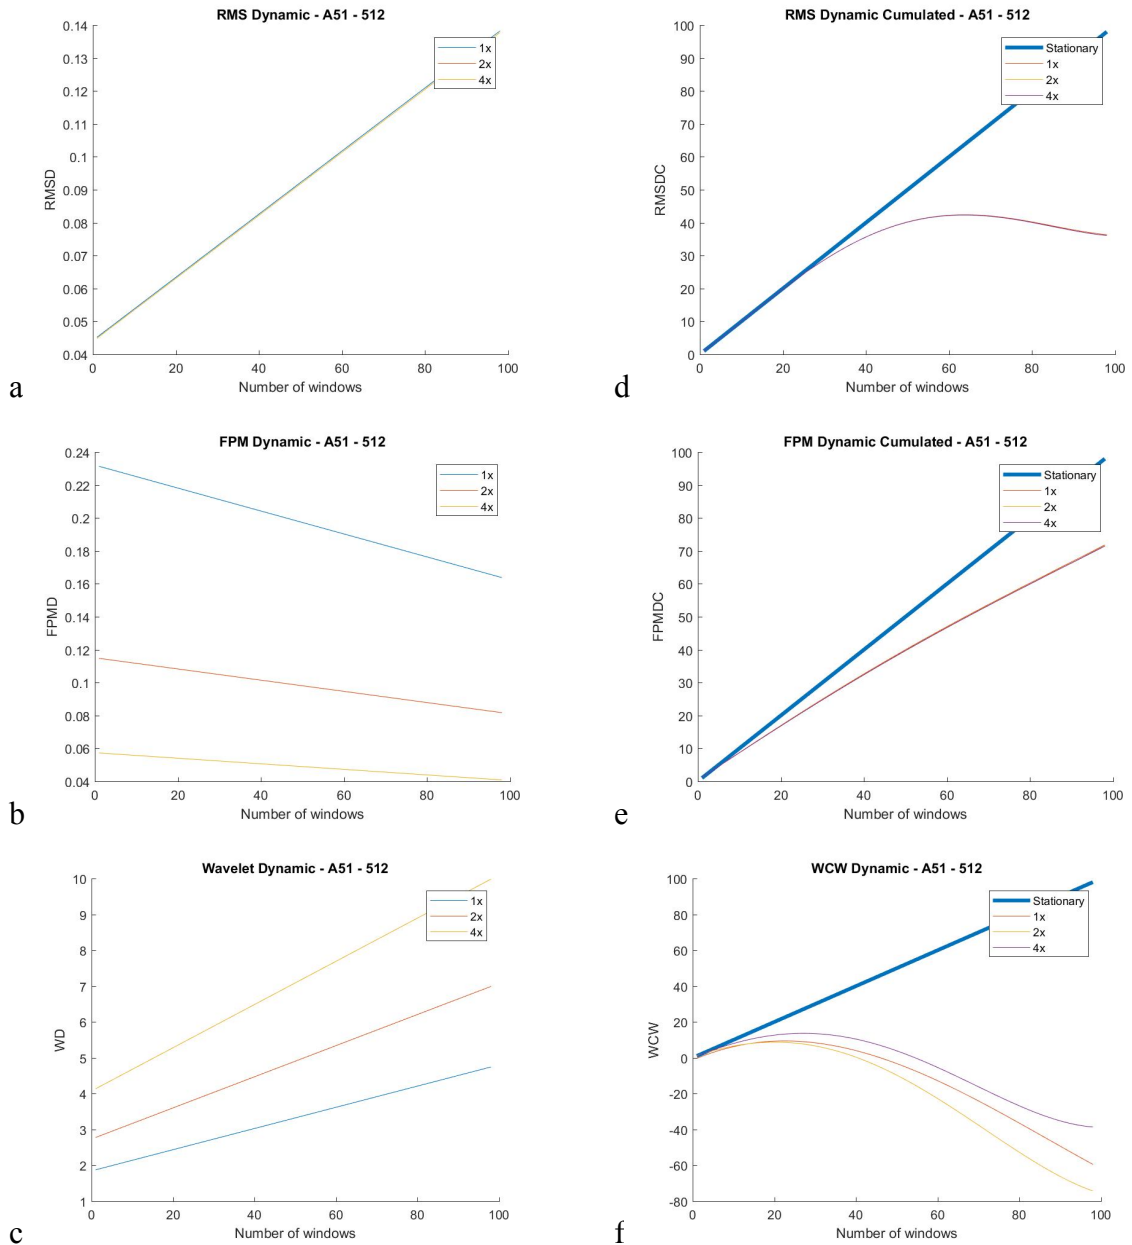 RMS Dynamic - A51 - 512
0.14
0.13
0.12
0.11
0.1
0.09
0.08
0.07
0.06
0.05
0.04
RMSD
1x
2x
4x
0 20 40 60 80 100
Number of windows
a
RMS Dynamic Cumulated - A51 - 512
100
90
80
70
60
50
40
30
20
10
0
RMSDC
Stationary
1x
2x
4x
0 20 40 60 80 100
Number of windows
d
FPM Dynamic - A51 - 512
0.24
0.22
0.2
0.18
0.16
0.14
0.12
0.1
0.08
0.06
0.04
FPMD
1x
2x
4x
0 20 40 60 80 100
Number of windows
b
FPM Dynamic Cumulated - A51 - 512
100
90
80
70
60
50
40
30
20
10
0
FPMDC
Stationary
1x
2x
4x
0 20 40 60 80 100
Number of windows
e
Wavelet Dynamic - A51 - 512
10
9
8
7
6
5
4
3
2
1
WD
1x
2x
4x
0 20 40 60 80 100
Number of windows
c
WCW Dynamic - A51 - 512
100
80
60
40
20
0
-20
-40
-60
-80
WCW
Stationary
1x
2x
4x
0 20 40 60 80 100
Number of windows
f